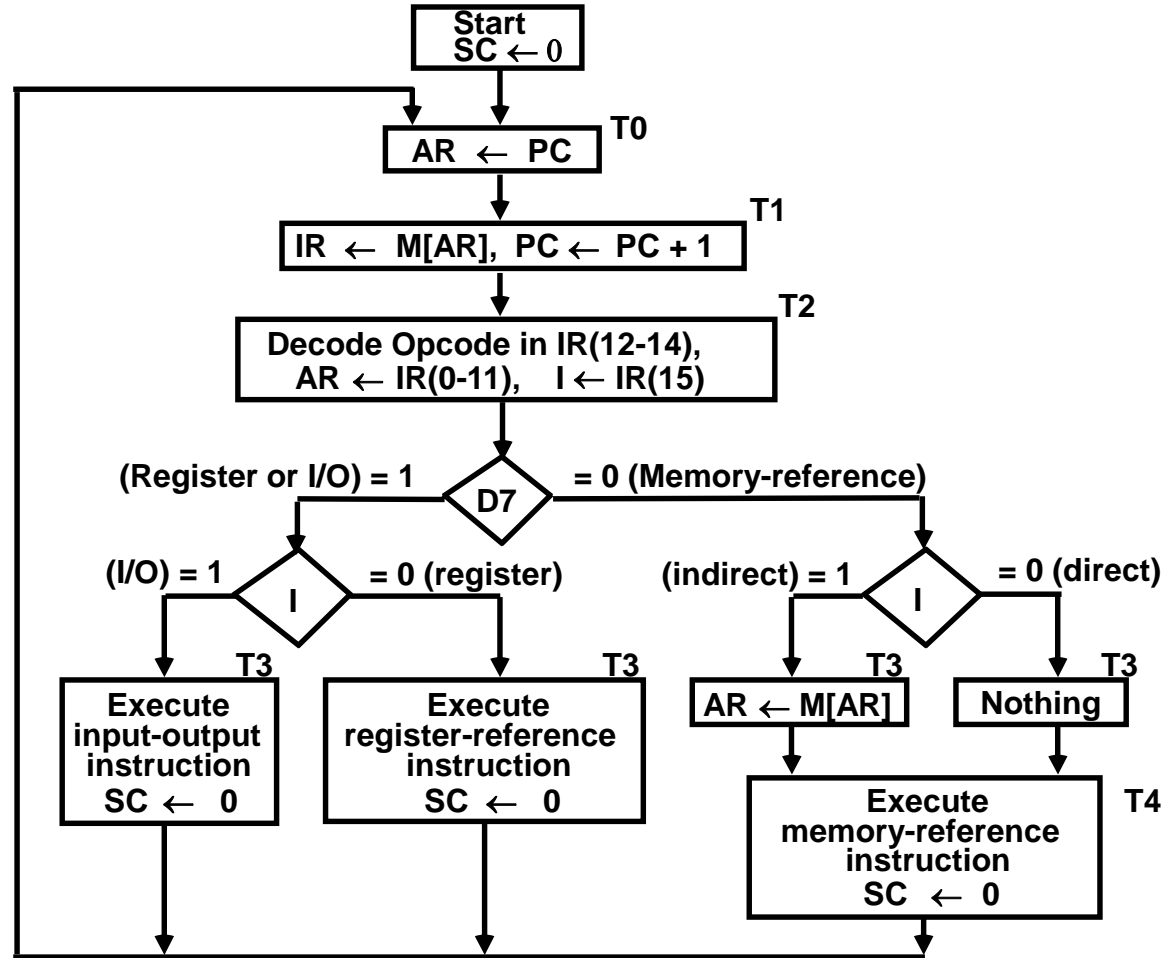 Start
SC ← 0
T0
AR ← PC
T1
IR ← M[AR], PC ← PC + 1
T2
Decode Opcode in IR(12-14),
AR ← IR(0-11), I ← IR(15)
(Register or I/O) = 1
D7
= 0 (Memory-reference)
(I/O) = 1
I
= 0 (register)
(indirect) = 1
I
= 0 (direct)
T3
Execute
input-output
instruction
SC ← 0
T3
Execute
register-reference
instruction
SC ← 0
T3
AR ← M[AR]
T3
Nothing
Execute
memory-reference
instruction
SC ← 0
T4